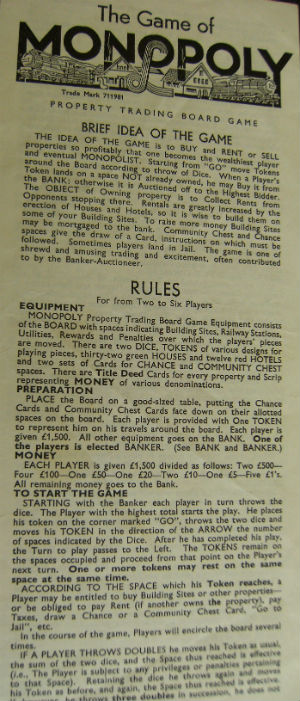 The Game of
MONOPOLY
Trade Mark 711981
PROPERTY TRADING BOARD GAME
BRIEF IDEA OF THE GAME
THE IDEA OF THE GAME is to BUY and RENT or SELL
properties so profitably that one becomes the wealthiest player
and eventual MONOPOLIST. Starting from "GO" move Tokens
around the Board according to throw of Dice. When a Player's
Token lands on a space NOT already owned, he may Buy it from
the BANK; otherwise it is Auctioned off to the Highest Bidder.
The OBJECT of Owning property is to Collect Rents from
Opponents stopping there. Rentals are greatly increased by the
erection of Houses and Hotels, so it is wise to build them on
some of your Building Sites. To raise more money Building Sites
may be mortgaged to the bank. Community Chest and Chance
spaces give the draw of a Card, instructions on which must be
followed. Sometimes players land in Jail. The game is one of
shrewd and amusing trading and excitement, often contributed
to by the Banker-Auctioneer.
RULES
For from Two to Six Players
EQUIPMENT
MONOPOLY Property Trading Board Game Equipment consists
of the BOARD with spaces indicating Building Sites, Railway Stations,
Utilities, Rewards and Penalties over which the players' pieces
are moved. There are two DICE, TOKENS of various designs for
playing pieces, thirty-two green HOUSES and twelve red HOTELS
and two sets of Cards for CHANCE and COMMUNITY CHEST
spaces. There are Title Deed Cards for every property and Scrip
representing MONEY of various denominations.
PREPARATION
PLACE the Board on a good-sized table, putting the Chance
Cards and Community Chest Cards face down on their allotted
spaces on the board. Each player is provided with One TOKEN
to represent him on his travels around the board. Each player is
given £1,500. All other equipment goes on the BANK. One of
the players is elected BANKER. (See BANK and BANKER.)
MONEY
EACH PLAYER is given £1,500 divided as follows: Two £500—
Four £100—One £50—One £20—Two £10—One £5—Five £1's.
All remaining money goes to the Bank.
TO START THE GAME
STARTING with the Banker each player in turn throws the
dice. The Player with the highest total starts the play. He places
his token on the corner marked "GO", throws the two dice and
moves his TOKEN in the direction of the ARROW the number
of spaces indicated by the Dice. After he has completed his play,
the Turn to play passes to the Left. The TOKENS remain on
the spaces occupied and proceed from that point on the Player's
next turn. One or more tokens may rest on the same
space at the same time.
ACCORDING TO THE SPACE which his Token reaches, a
Player may be entitled to buy Building Sites or other properties—
or be obliged to pay Rent (if another owns the property), pay
Taxes, draw a Chance or a Community Chest Card, "Go to
Jail", etc.
In the course of the game, Players will encircle the board several
times.
IF A PLAYER THROWS DOUBLES he moves his Token as usual,
the sum of the two dice, and the Space thus reached is effective
(i.e., The Player is subject to any privileges or penalties pertaining
to that Space). Retaining the dice he throws again and moves
his Token as before, and again, the Space thus reached is effective.
he throws three doubles in succession, he does not